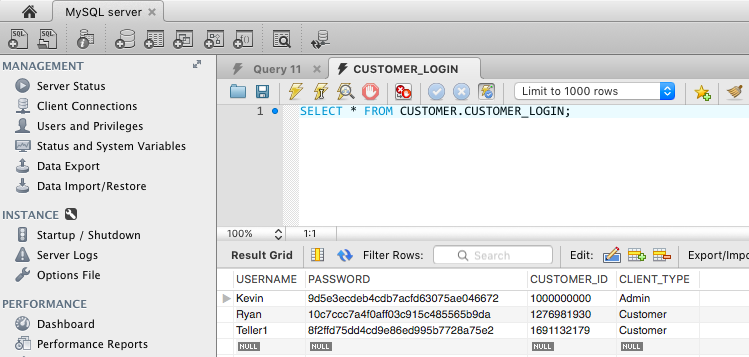 MySQL server
MANAGEMENT
Server Status
Client Connections
Users and Privileges
Status and System Variables
Data Export
Data Import/Restore
INSTANCE
Startup / Shutdown
Server Logs
Options File
PERFORMANCE
Dashboard
Performance Reports
Query 11
CUSTOMER_LOGIN
Limit to 1000 rows
1 SELECT * FROM CUSTOMER.CUSTOMER_LOGIN;
100% 1:1
Result Grid Filter Rows: Search Edit: Export/Impo
USERNAME PASSWORD CUSTOMER_ID CLIENT_TYPE
Kevin 9d5e3ecdeb4cdb7acfd63075ae046672 1000000000 Admin
Ryan 10c7ccc7a4f0aff03c915c485565b9da 1276981930 Customer
Teller1 8f2ffd75dd4cd9e86ed995b7728a75e2 1691132179 Customer
NULL NULL NULL NULL